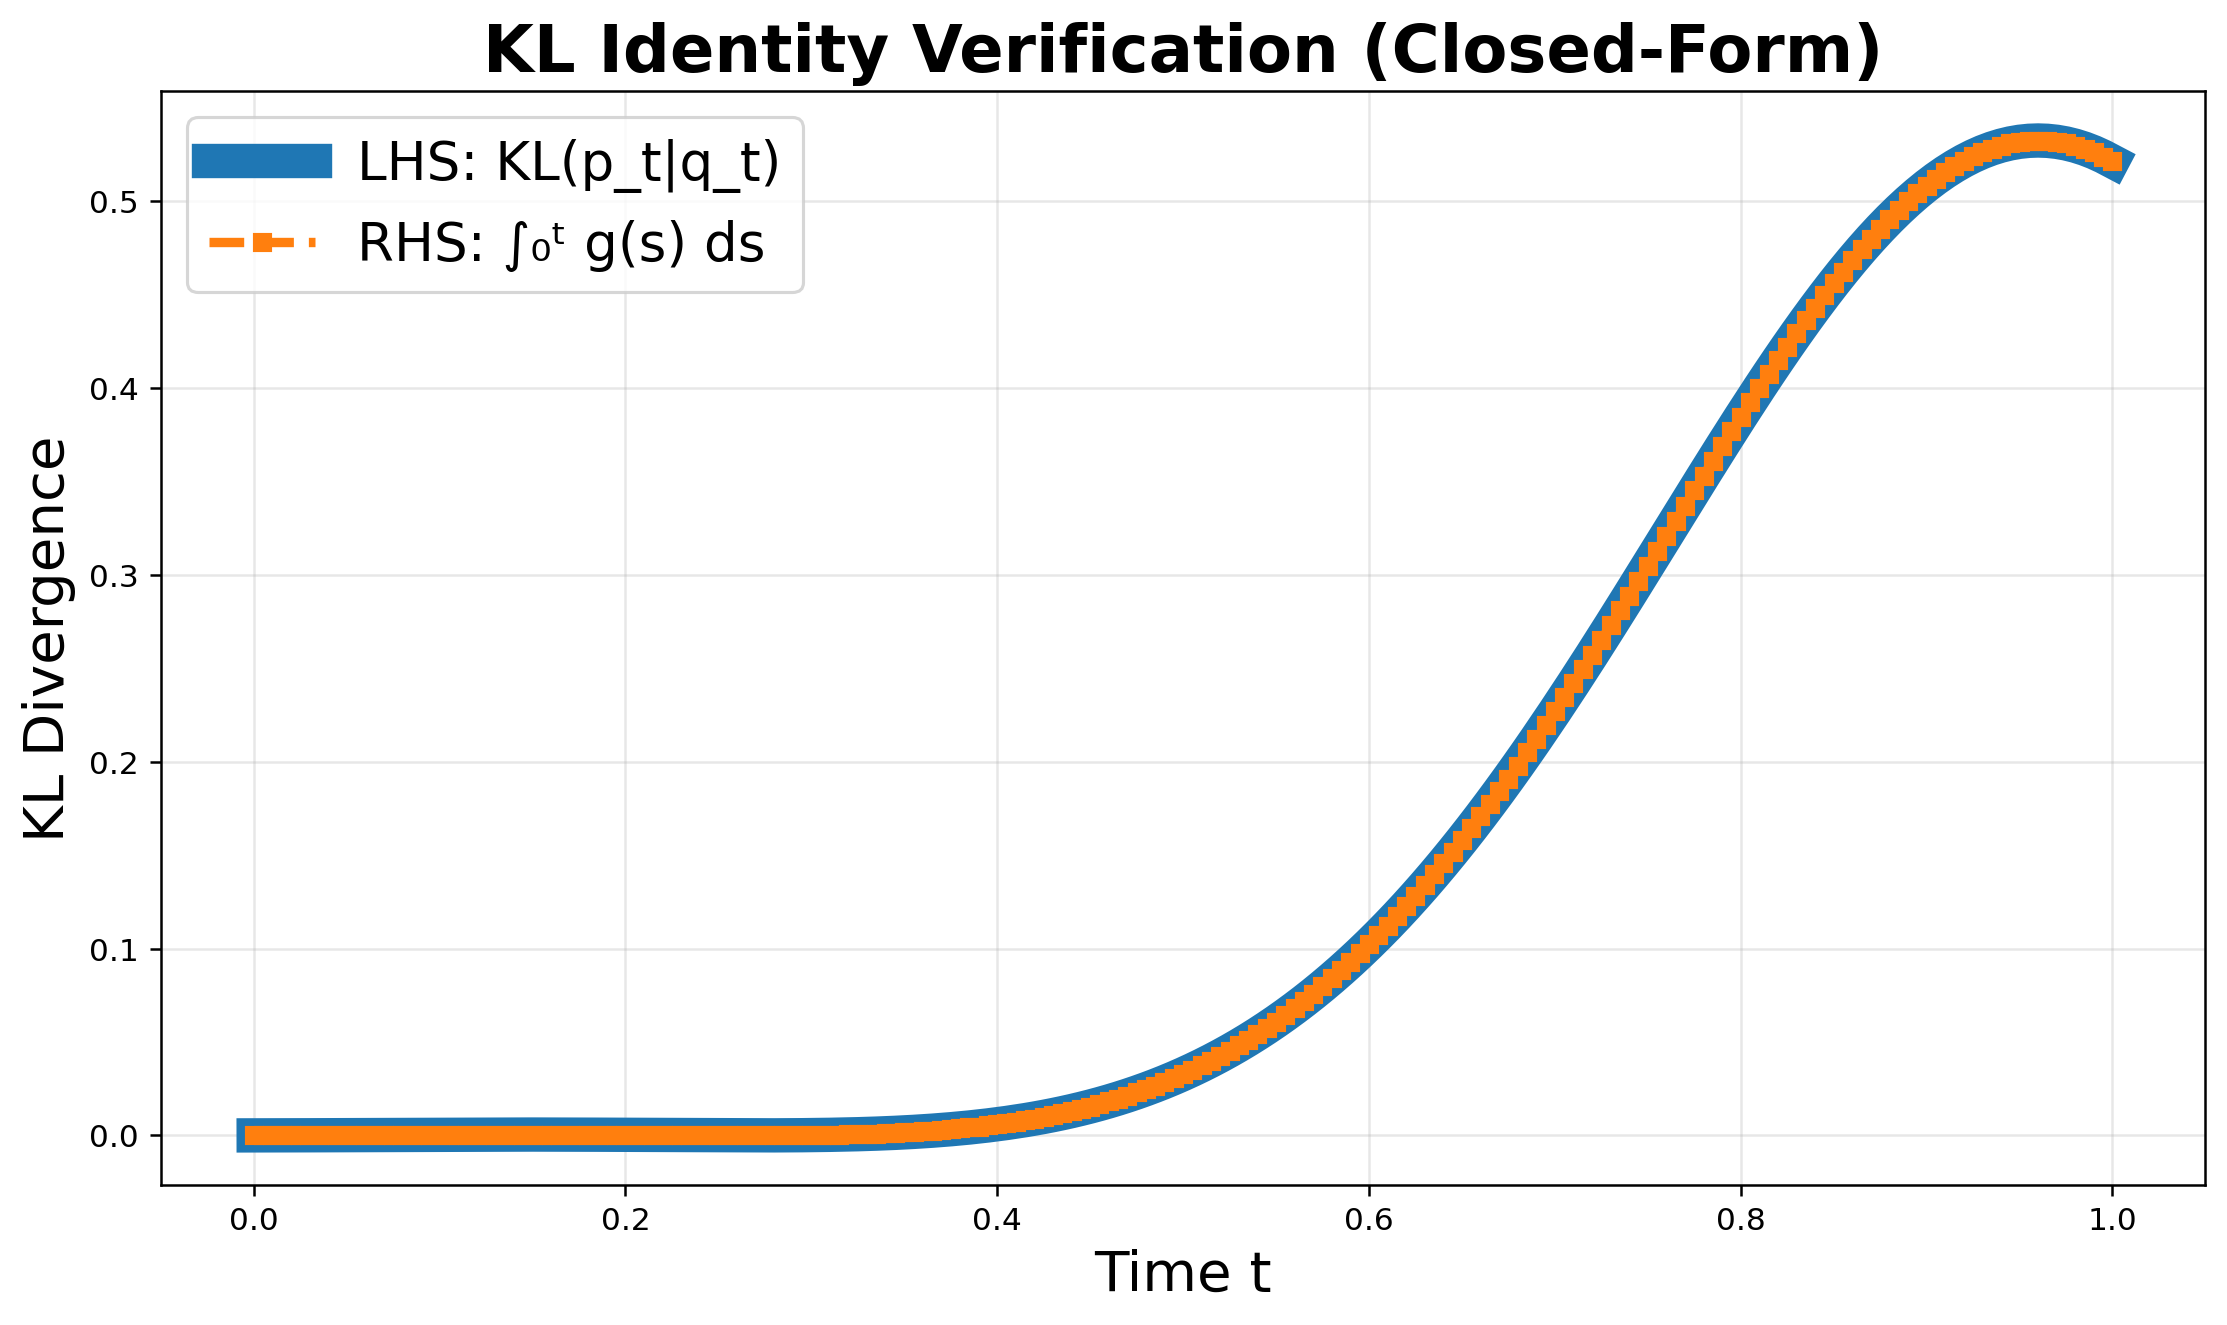 KL Identity Verification (Closed-Form)
LHS: KL(p_t|q_t)
RHS: ∫₀ᵗ g(s) ds
KL Divergence
0.5
0.4
0.3
0.2
0.1
0.0
0.0 0.2 0.4 0.6 0.8 1.0
Time t